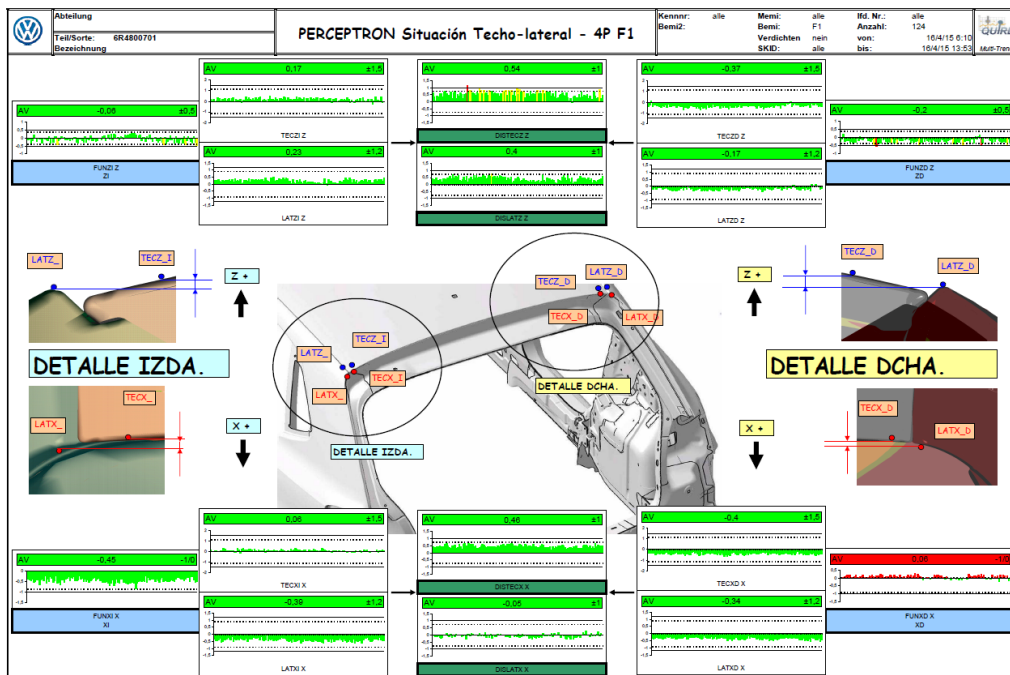 Abteilung
Teil/Sorte: 6R4800701
Bezeichnung
PERCEPTRON Situación Techo-lateral - 4P F1
Kennnr: alle Memi: alle lfd. Nr.: alle
Bemi2: Bemi: F1 Anzahl: 124
Verdichten nein von: 16/4/15 6:10
SKID: alle bis: 16/4/15 13:53
AV 0,17 ±1,5
TECZI Z
AV 0,54 ±1
DISTECZ Z
AV -0,37 ±1,5
TECZD Z
AV -0,06 ±0,5
FUNZI Z
ZI
AV -0,2 ±0,5
FUNZD Z
ZD
AV 0,23 ±1,2
LATZI Z
AV 0,4 ±1
DISLATZ Z
AV -0,17 ±1,2
LATZD Z
LATZ_
TECZ_I
Z +
DETALLE IZDA.
TECX_
LATX_
X +
LATZ_
TECZ_I
LATX_
TECX_I
DETALLE IZDA.
TECZ_D
LATZ_D
TECX_D
LATX_D
DETALLE DCHA.
Z +
TECZ_D
LATZ_D
DETALLE DCHA.
X +
TECX_D
LATX_D
AV 0,06 ±1,5
TECXI X
AV 0,46 ±1
DISTECX X
AV -0,4 ±1,5
TECXD X
AV -0,45 -1/0
FUNXI X
XI
AV 0,06 -1/0
FUNXD X
XD
AV -0,39 ±1,2
LATXI X
AV -0,05 ±1
DISLATX X
AV -0,34 ±1,2
LATXD X